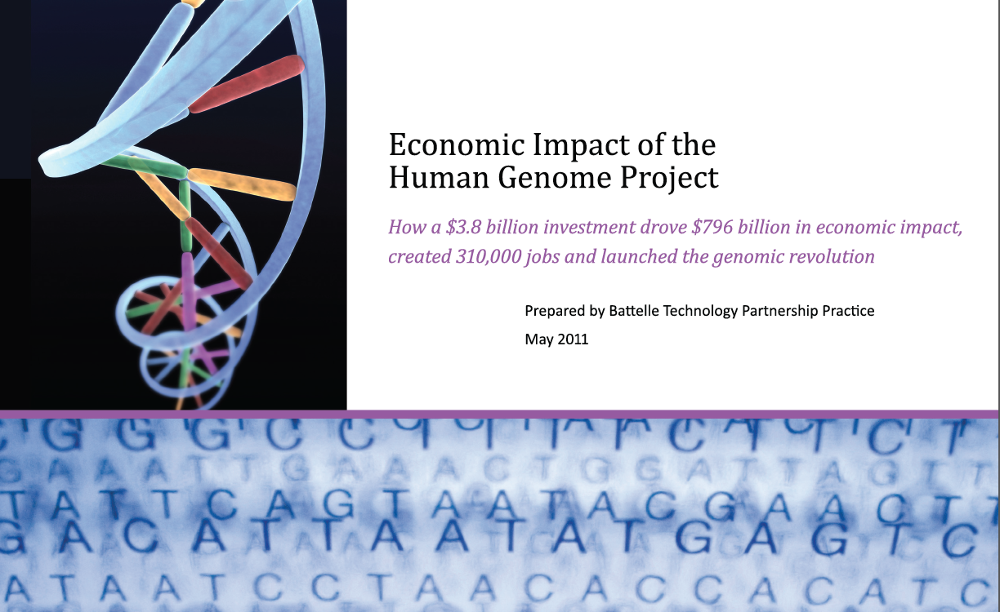 Economic Impact of the
Human Genome Project
How a $3.8 billion investment drove $796 billion in economic impact,
created 310,000 jobs and launched the genomic revolution
Prepared by Battelle Technology Partnership Practice
May 2011
G A A A T T G A A A C T G G A T T A G T T
T A T T C A G T A A T A C G A A C T T
G A C A T T A A T A T G A G T C
A T A A T C C T A A C A C C A C A T C